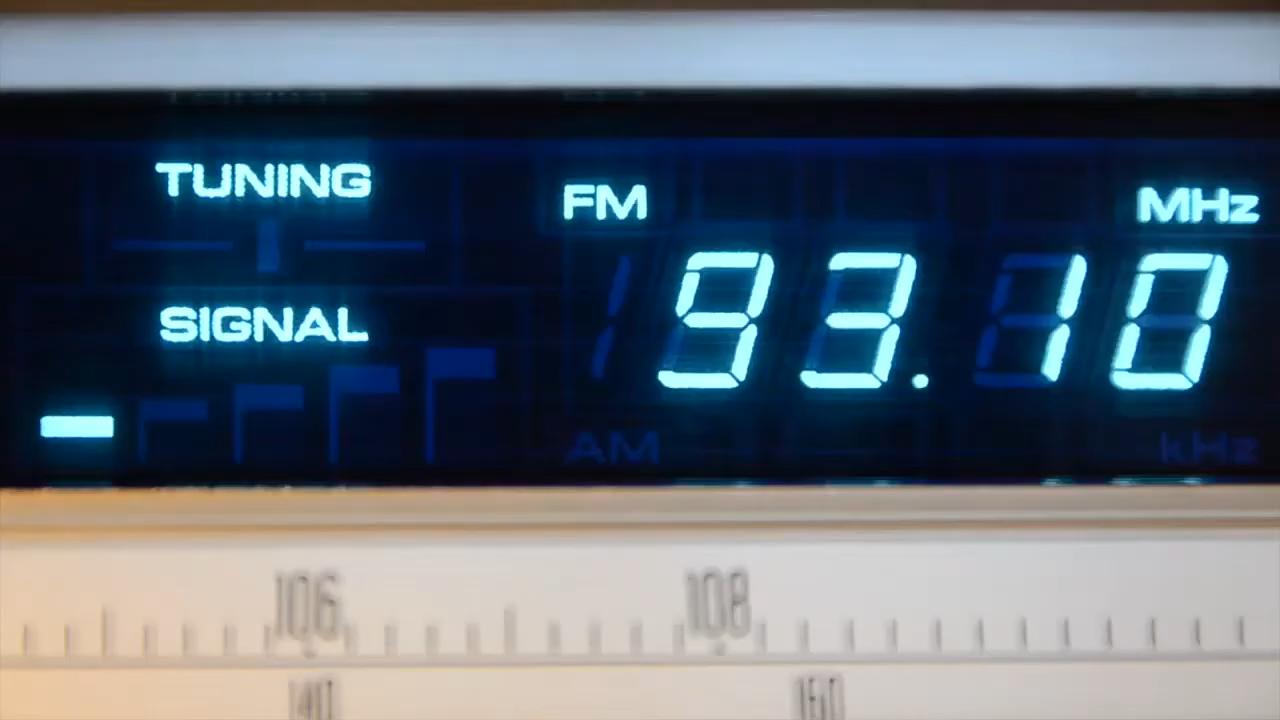 TUNING
FM MHz
93.10
SIGNAL
AM kHz
106 108
140 160